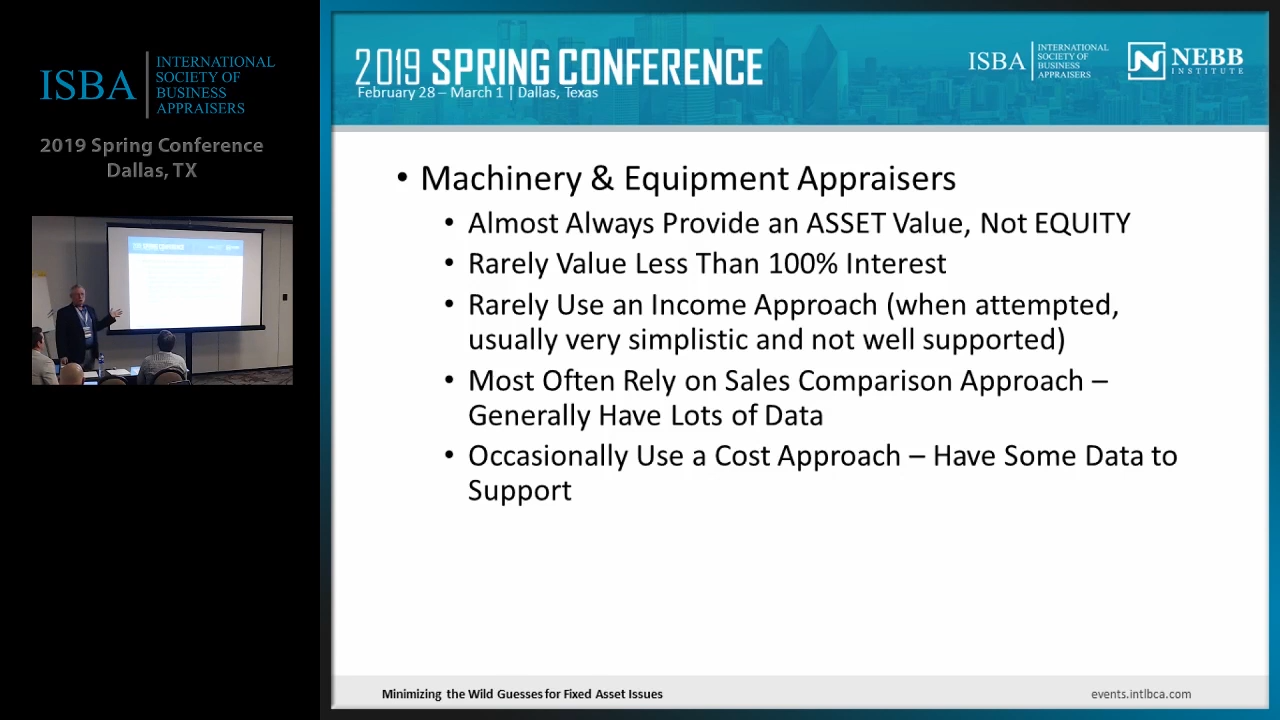 ISBA
INTERNATIONAL
SOCIETY OF
BUSINESS
APPRAISERS
2019 Spring Conference
Dallas, TX
2019 SPRING CONFERENCE
February 28 – March 1 | Dallas, Texas
ISBA
INTERNATIONAL
SOCIETY OF
BUSINESS
APPRAISERS
NEBB
INSTITUTE
• Machinery & Equipment Appraisers
• Almost Always Provide an ASSET Value, Not EQUITY
• Rarely Value Less Than 100% Interest
• Rarely Use an Income Approach (when attempted,
usually very simplistic and not well supported)
• Most Often Rely on Sales Comparison Approach –
Generally Have Lots of Data
• Occasionally Use a Cost Approach – Have Some Data to
Support
Minimizing the Wild Guesses for Fixed Asset Issues
events.intlbca.com